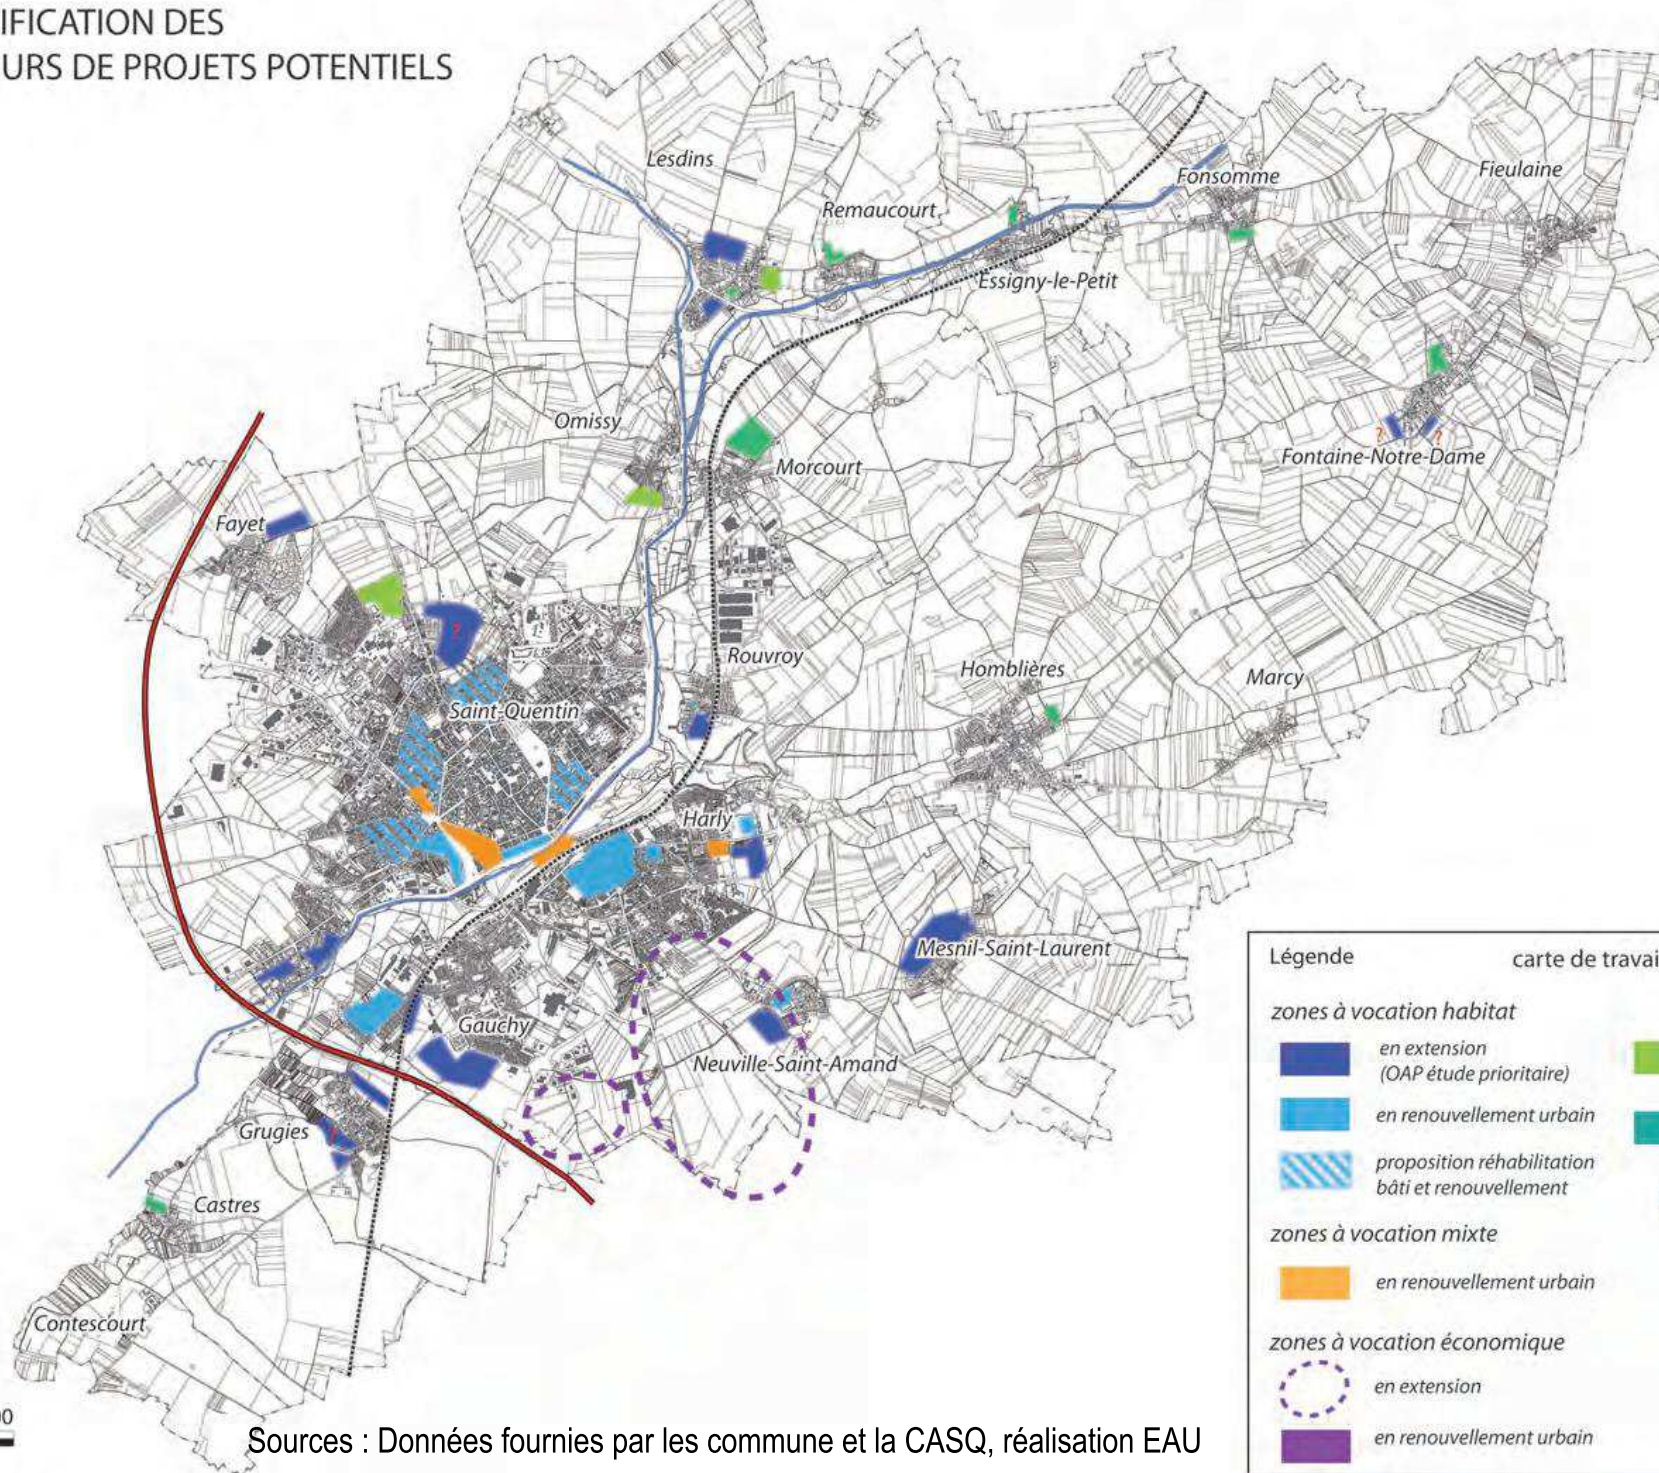 IFICATION DES
URS DE PROJETS POTENTIELS
Lesdins
Remaucourt
Fonsomme
Fieulaine
Essigny-le-Petit
Omissy
Morcourt
Fontaine-Notre-Dame
? ?
Fayet
?
Rouvroy
Homblières
Marcy
Saint-Quentin
Harly
Mesnil-Saint-Laurent
Gauchy
Neuville-Saint-Amand
Grugies
Castres
Contescourt
Légende
carte de travai
zones à vocation habitat
en extension
(OAP étude prioritaire)
en renouvellement urbain
proposition réhabilitation
bâti et renouvellement
zones à vocation mixte
en renouvellement urbain
zones à vocation économique
en extension
en renouvellement urbain
Sources : Données fournies par les commune et la CASQ, réalisation EAU